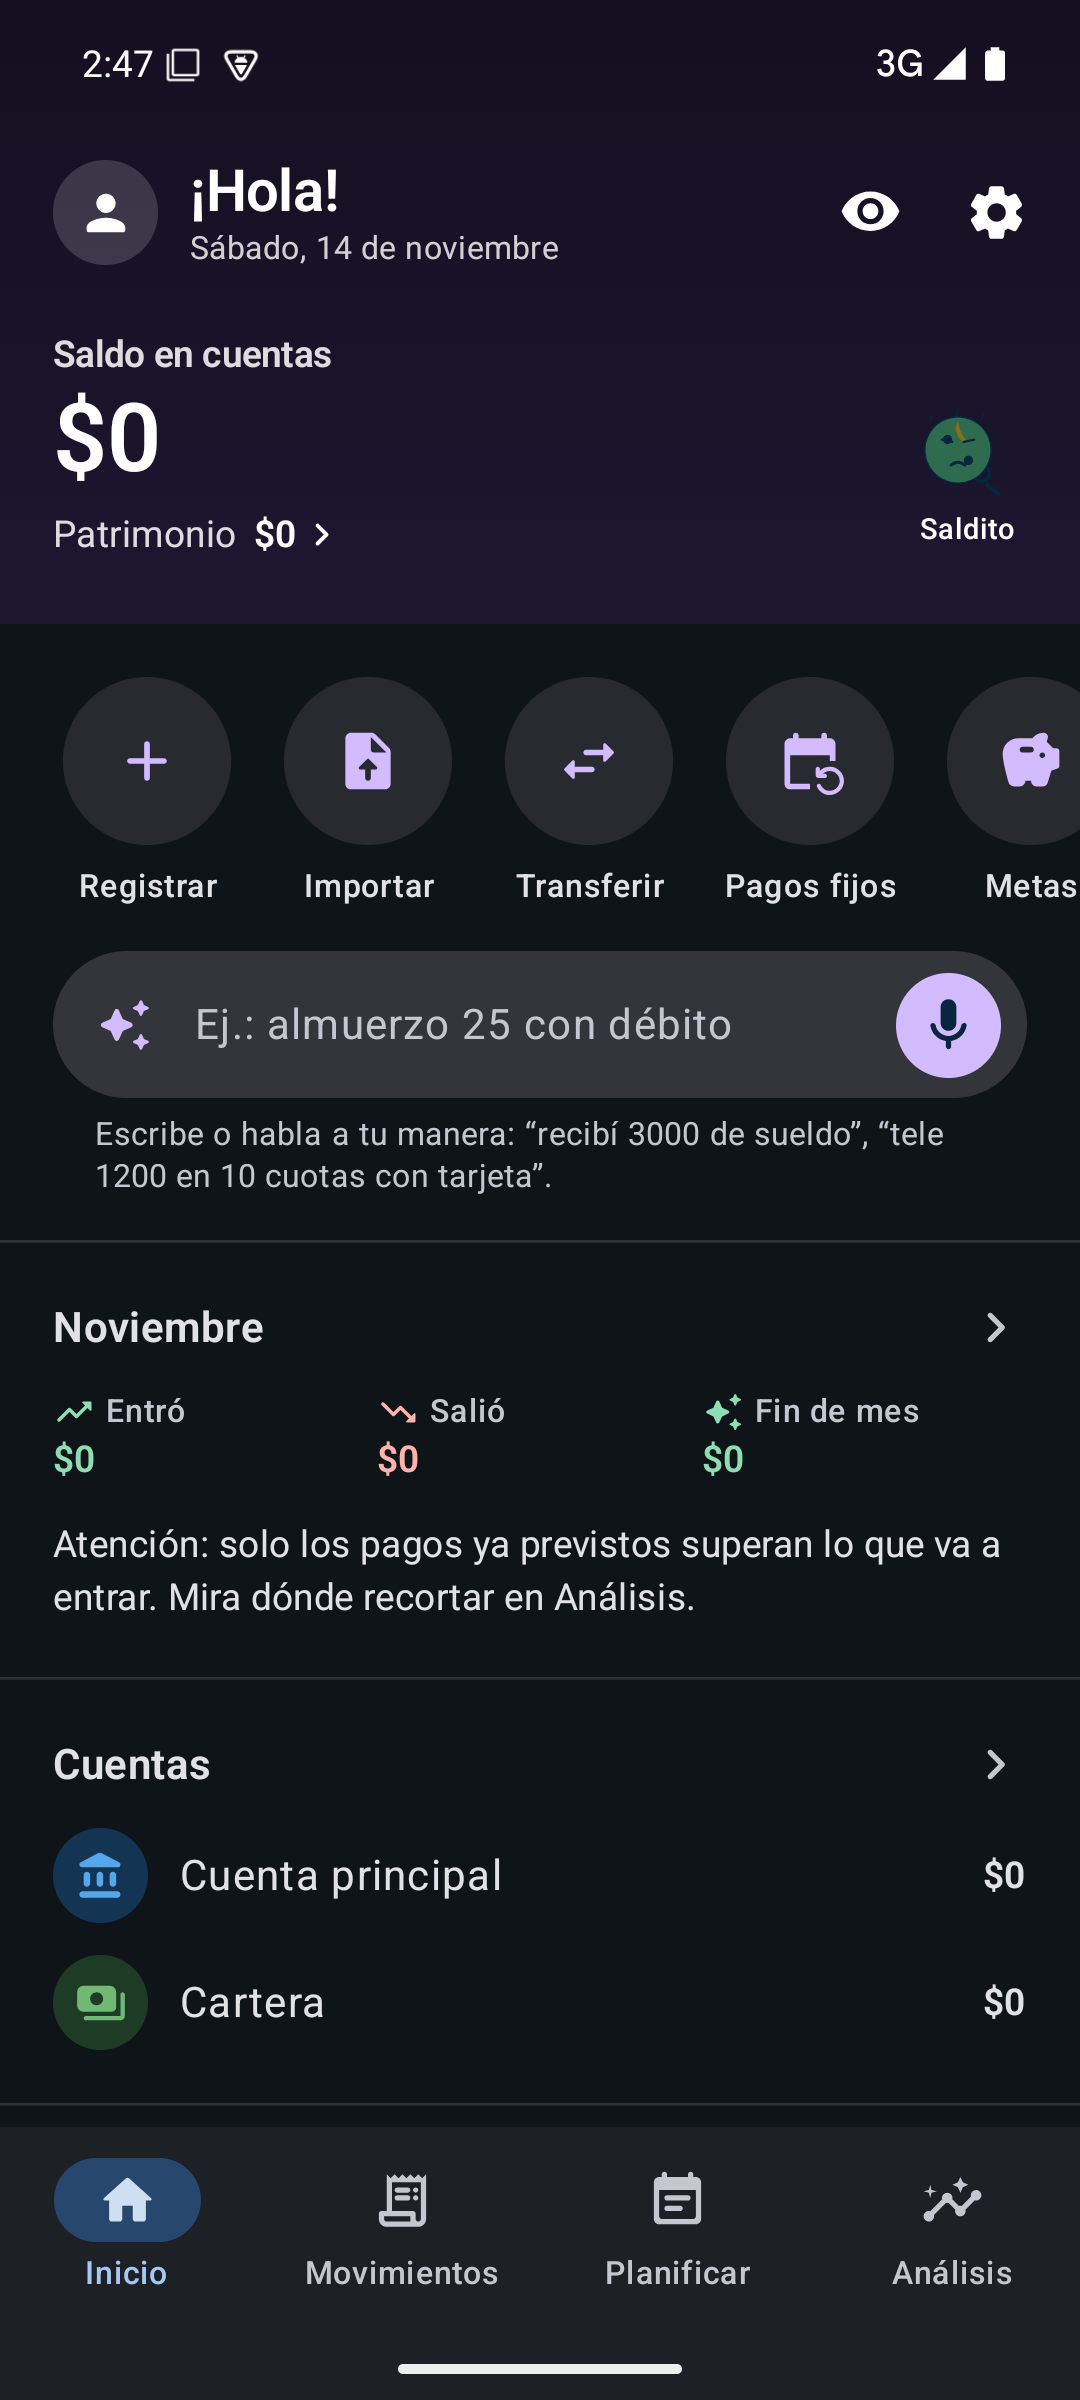 2:47
3G
¡Hola!
Sábado, 14 de noviembre
Saldo en cuentas
$0
Patrimonio $0
Saldito
Registrar
Importar
Transferir
Pagos fijos
Metas
Ej.: almuerzo 25 con débito
Escribe o habla a tu manera: “recibí 3000 de sueldo”, “tele
1200 en 10 cuotas con tarjeta”.
Noviembre
Entró
Salió
Fin de mes
$0
$0
$0
Atención: solo los pagos ya previstos superan lo que va a
entrar. Mira dónde recortar en Análisis.
Cuentas
Cuenta principal
$0
Cartera
$0
Inicio
Movimientos
Planificar
Análisis